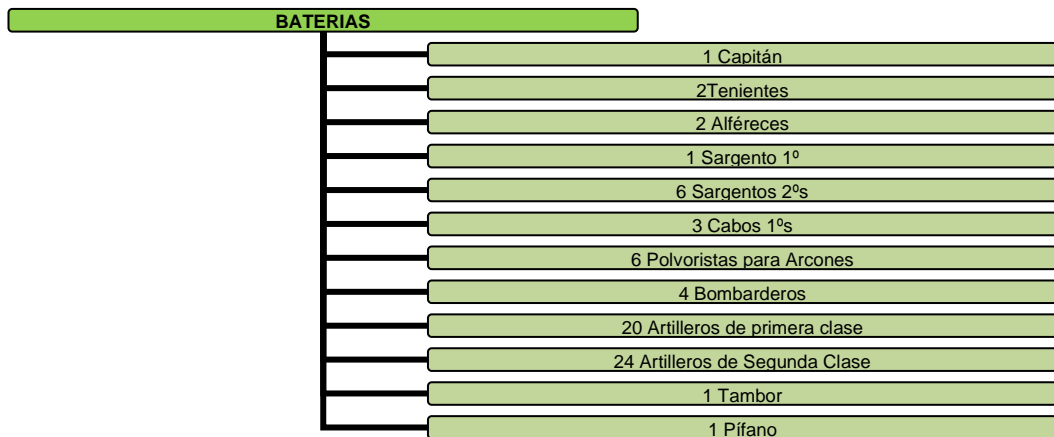 BATERIAS
1 Capitán
2Tenientes
2 Alféreces
1 Sargento 1º
6 Sargentos 2ºs
3 Cabos 1ºs
6 Polvoristas para Arcones
4 Bombarderos
20 Artilleros de primera clase
24 Artilleros de Segunda Clase
1 Tambor
1 Pífano